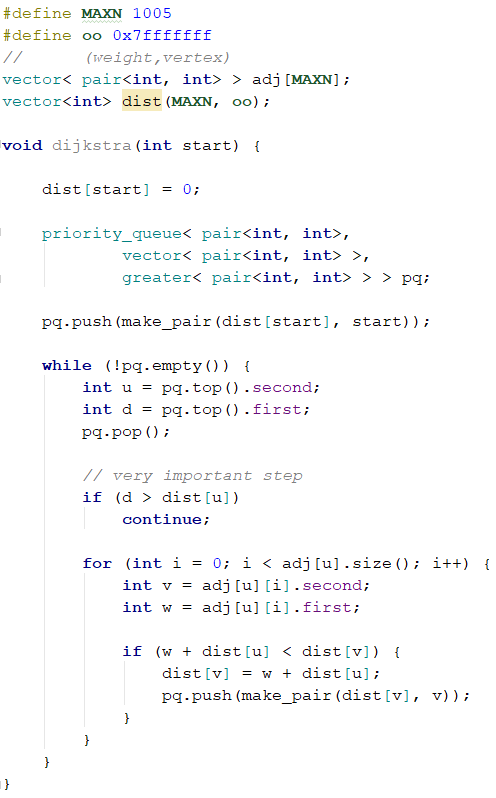 #define MAXN 1005
#define oo 0x7fffffff
//      (weight,vertex)
vector< pair<int, int> > adj[MAXN];
vector<int> dist(MAXN, oo);
void dijkstra(int start) {
    dist[start] = 0;
    priority_queue< pair<int, int>,
            vector< pair<int, int> >,
            greater< pair<int, int> > > pq;
    pq.push(make_pair(dist[start], start));
    while (!pq.empty()) {
        int u = pq.top().second;
        int d = pq.top().first;
        pq.pop();
        // very important step
        if (d > dist[u])
            continue;
        for (int i = 0; i < adj[u].size(); i++) {
            int v = adj[u][i].second;
            int w = adj[u][i].first;
            if (w + dist[u] < dist[v]) {
                dist[v] = w + dist[u];
                pq.push(make_pair(dist[v], v));
            }
        }
    }
}